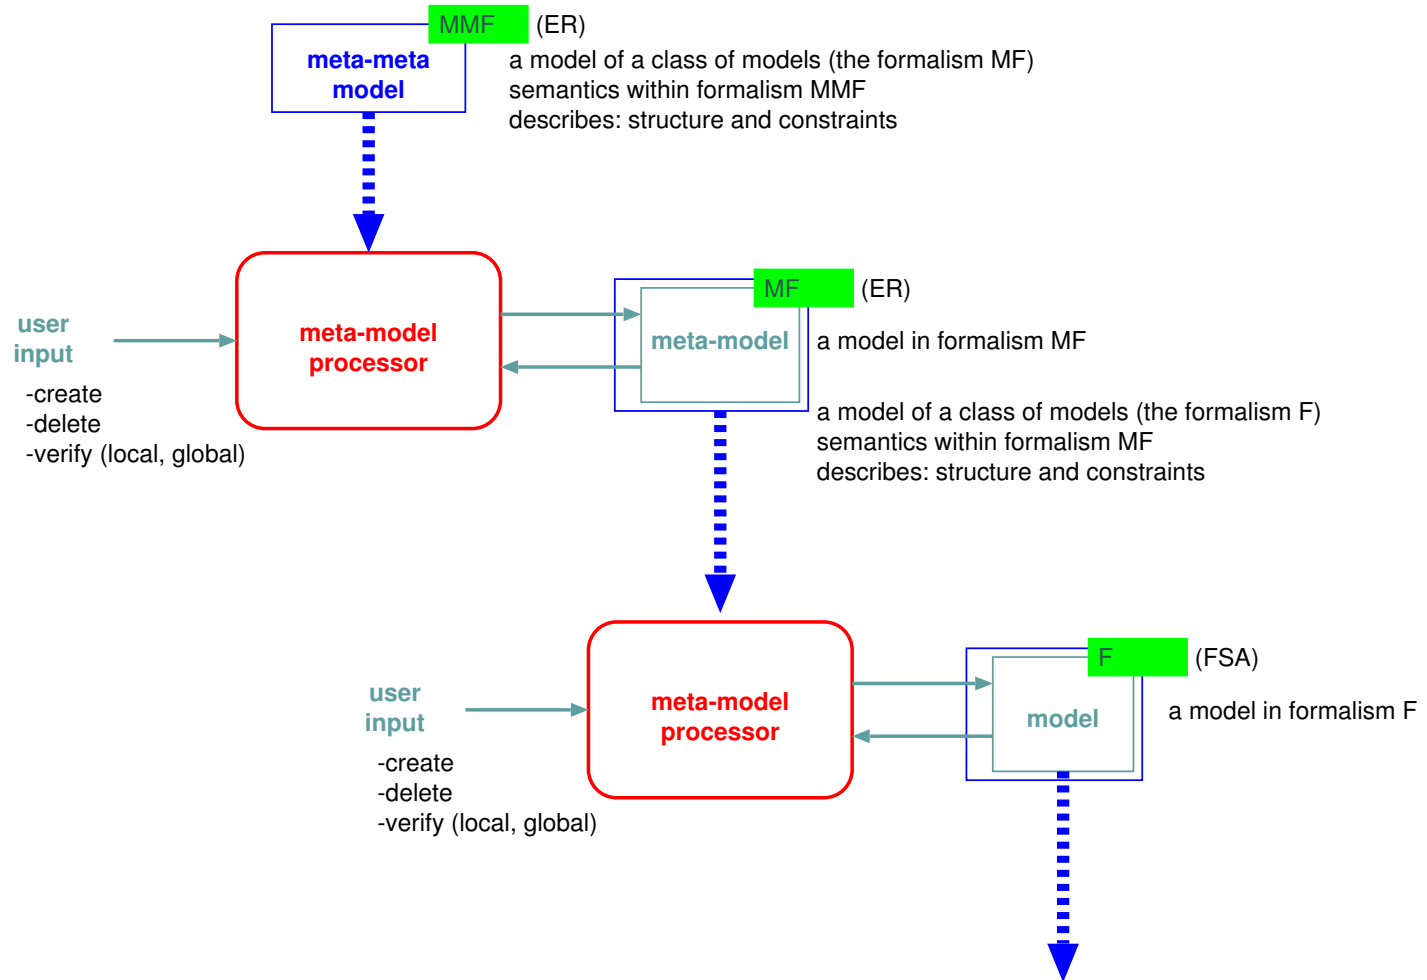 MMF (ER)
meta-meta
model
a model of a class of models (the formalism MF)
semantics within formalism MMF
describes: structure and constraints
MF (ER)
user
input
meta-model
processor
meta-model
a model in formalism MF
-create
-delete
-verify (local, global)
a model of a class of models (the formalism F)
semantics within formalism MF
describes: structure and constraints
F (FSA)
user
input
meta-model
processor
model
a model in formalism F
-create
-delete
-verify (local, global)